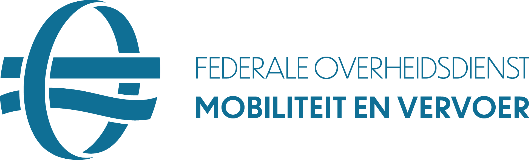 FEDERALE OVERHEIDSDIENST
MOBILITEIT EN VERVOER